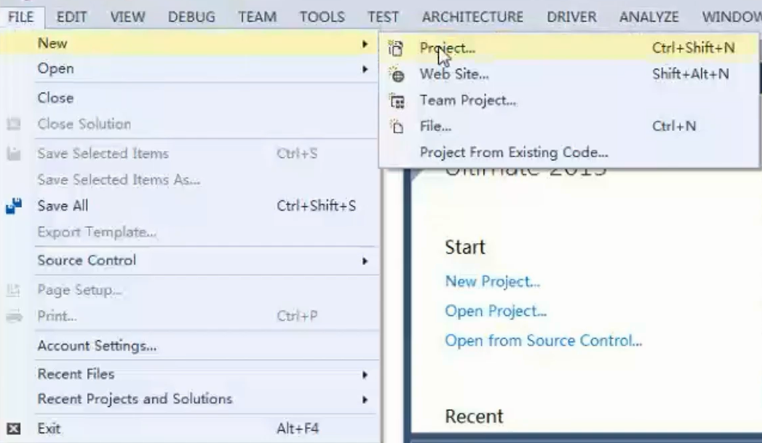 FILE EDIT VIEW DEBUG TEAM TOOLS TEST ARCHITECTURE DRIVER ANALYZE WINDOW
New
Project... Ctrl+Shift+N
Open
Web Site... Shift+Alt+N
Close
Team Project...
Close Solution
File... Ctrl+N
Save Selected Items Ctrl+S
Project From Existing Code...
Save Selected Items As...
Ultimate 2013
Save All Ctrl+Shift+S
Export Template...
Start
Source Control
New Project...
Page Setup...
Open Project...
Print... Ctrl+P
Open from Source Control...
Account Settings...
Recent Files
Recent Projects and Solutions
Recent
Exit Alt+F4